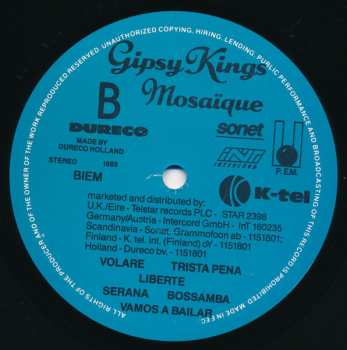 ALL RIGHTS OF THE PRODUCER AND OF THE OWNER OF THE WORK REPRODUCED RESERVED UNAUTHORIZED COPYING, HIRING, LENDING, PUBLIC PERFORMANCE AND BROADCASTING OF THIS RECORD IS PROHIBITED MADE IN EEC
Gipsy Kings
B Mosaïque
DURECO sonet
MADE BY
DURECO HOLLAND
INT
INTERCORD
P.E.M.
STEREO 1989
BIEM
K-tel
marketed and distributed by:
U.K./Eire - Telstar records PLC - STAR 2398
Germany/Austria - Intercord GmbH - INT 160235
Scandinavia - Sonet, Grammofoon ab - 1151801;
Finland - K. tel. int. (Finland) oy - 1151801
Holland - Dureco bv. - 1151801
VOLARE TRISTA PENA
LIBERTE
SERANA BOSSAMBA
VAMOS A BAILAR